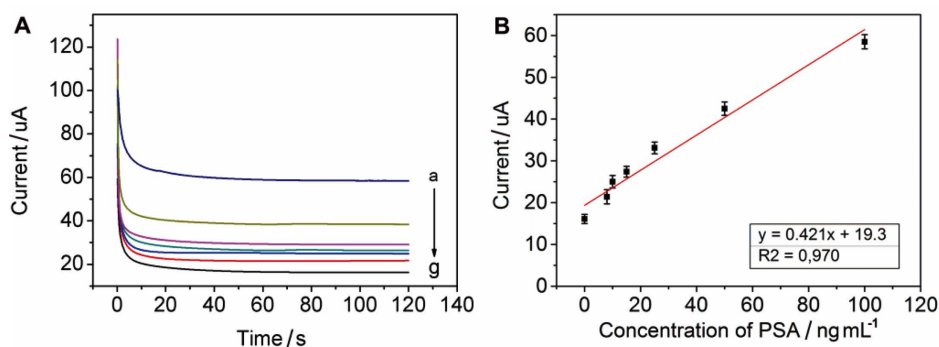 A
Current/uA
120
100
80
60
40
20
0 20 40 60 80 100 120 140
Time/s
a
g
B
Current/uA
60
50
40
30
20
10
0
0 20 40 60 80 100 120
Concentration of PSA / ng mL-1
y = 0.421x + 19.3
R2 = 0,970